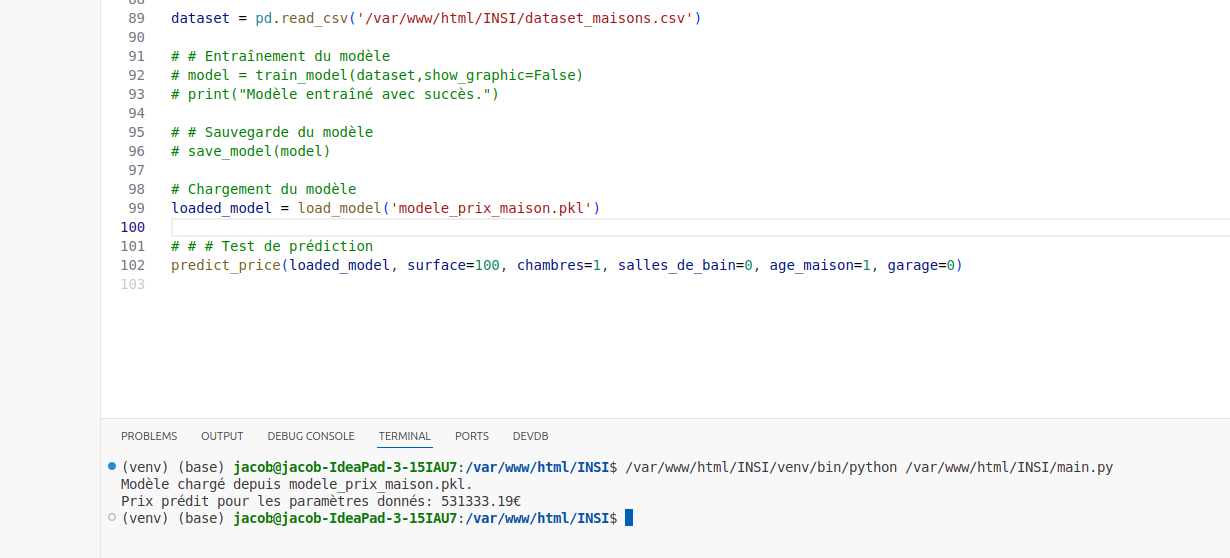 88
89 dataset = pd.read_csv('/var/www/html/INSI/dataset_maisons.csv')
90
91 # # Entraînement du modèle
92 # model = train_model(dataset,show_graphic=False)
93 # print("Modèle entraîné avec succès.")
94
95 # # Sauvegarde du modèle
96 # save_model(model)
97
98 # Chargement du modèle
99 loaded_model = load_model('modele_prix_maison.pkl')
100
101 # # # Test de prédiction
102 predict_price(loaded_model, surface=100, chambres=1, salles_de_bain=0, age_maison=1, garage=0)
103
PROBLEMS OUTPUT DEBUG CONSOLE TERMINAL PORTS DEVDB
(venv) (base) jacob@jacob-IdeaPad-3-15IAU7:/var/www/html/INSI$ /var/www/html/INSI/venv/bin/python /var/www/html/INSI/main.py
Modèle chargé depuis modele_prix_maison.pkl.
Prix prédit pour les paramètres donnés: 531333.19€
(venv) (base) jacob@jacob-IdeaPad-3-15IAU7:/var/www/html/INSI$